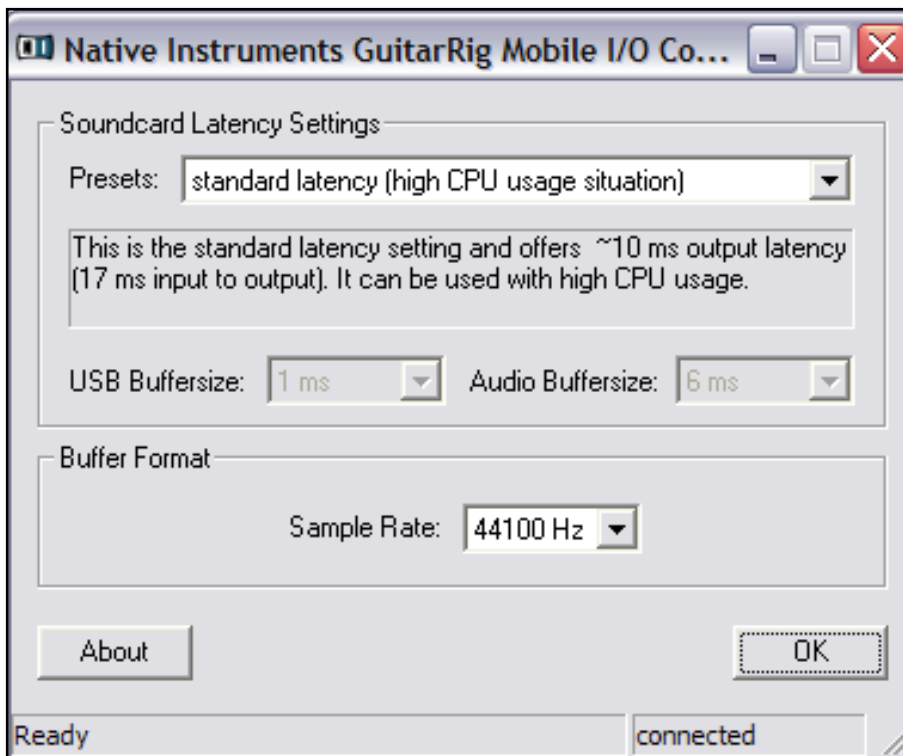 Native Instruments GuitarRig Mobile I/O Co...
Soundcard Latency Settings
Presets: standard latency (high CPU usage situation)
This is the standard latency setting and offers ~10 ms output latency
(17 ms input to output). It can be used with high CPU usage.
USB Buffersize: 1 ms Audio Buffersize: 6 ms
Buffer Format
Sample Rate: 44100 Hz
About OK
Ready connected